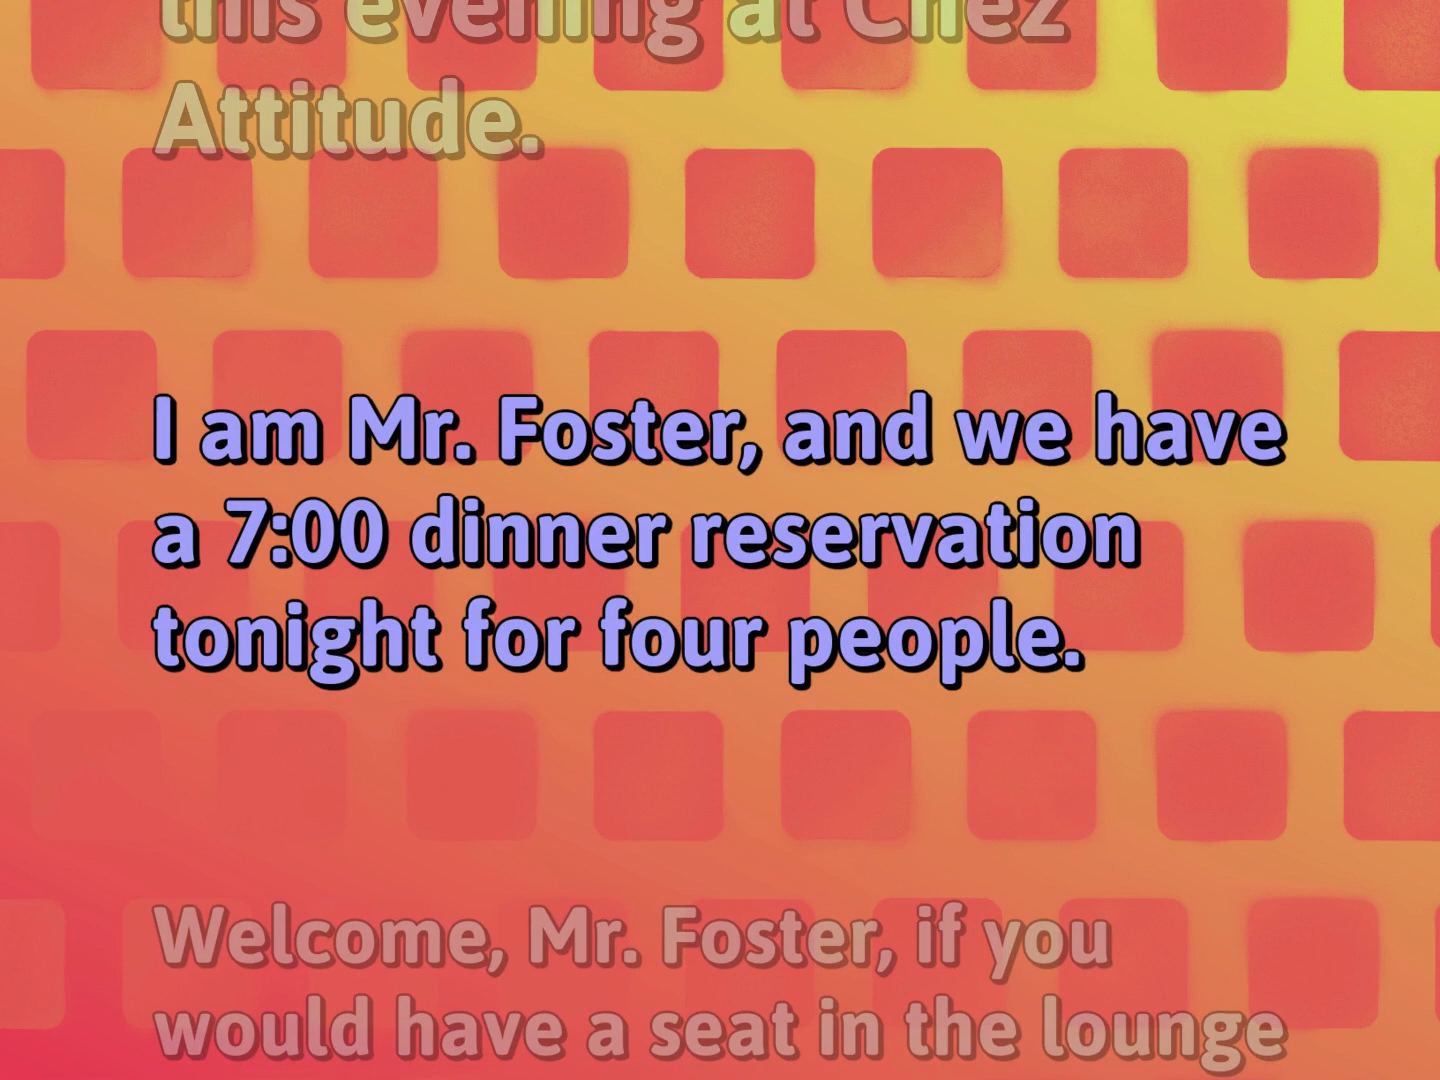 this evening at Chez
Attitude.
I am Mr. Foster, and we have
a 7:00 dinner reservation
tonight for four people.
Welcome, Mr. Foster, if you
would have a seat in the lounge